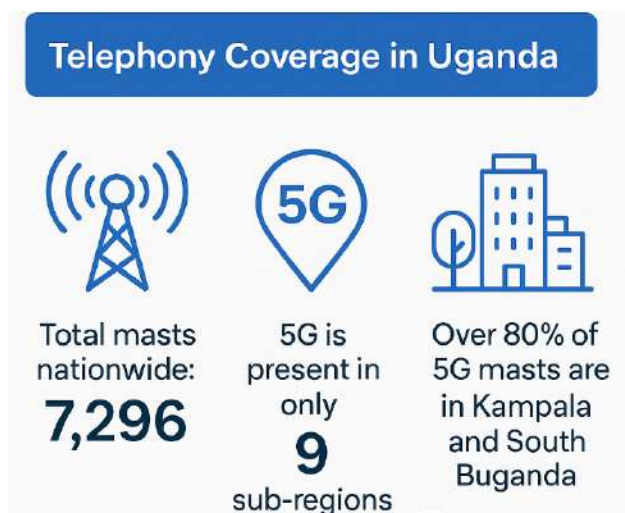 Telephony Coverage in Uganda
5G
Total masts
nationwide:
7,296
5G is
present in
only
9
sub-regions
Over 80% of
5G masts are
in Kampala
and South
Buganda